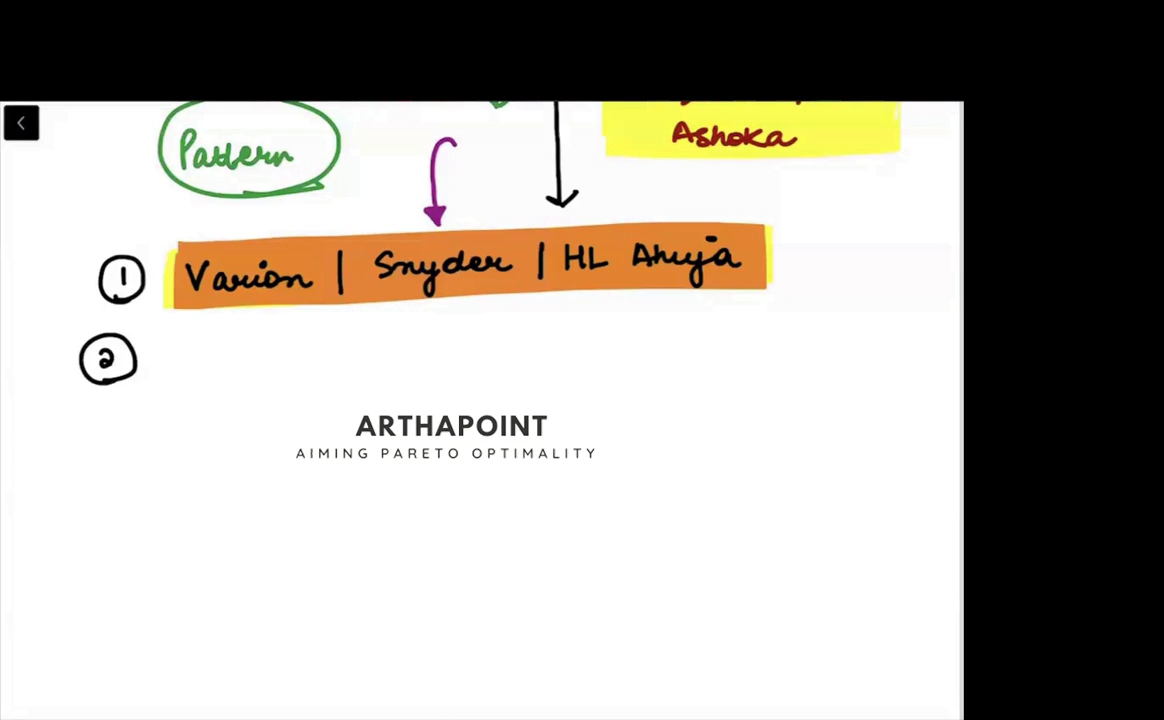 Ashoka
Pattern
1 Varian | Snyder | HL Ahuja
2
ARTHAPOINT
AIMING PARETO OPTIMALITY